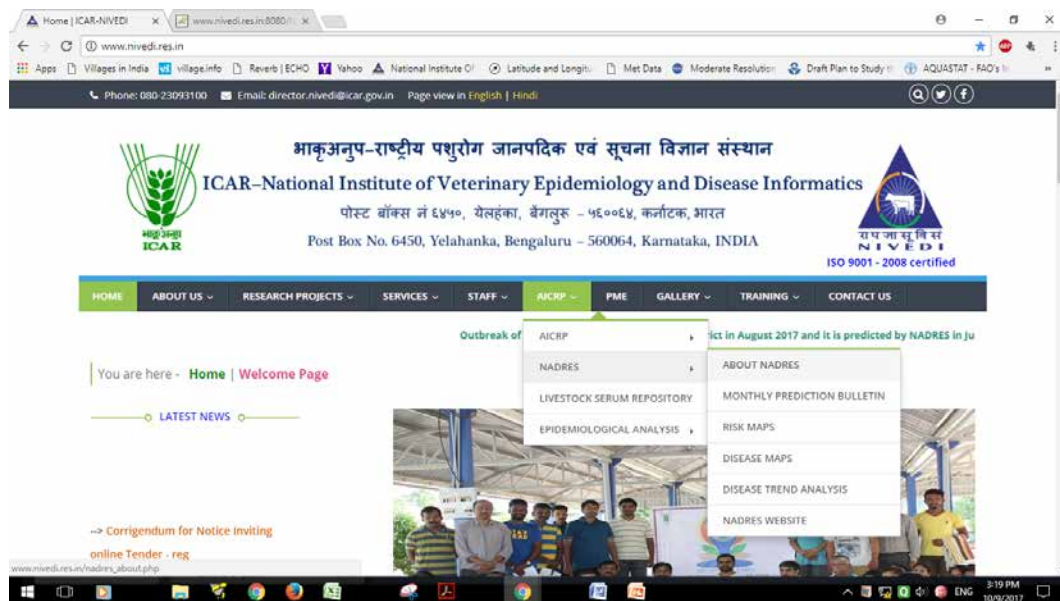 Home | ICAR-NIVEDI
www.nivedi.res.in:8080/
www.nivedi.res.in
Apps Villages in India village.info Reverb | ECHO Yahoo National Institute Of Latitude and Longit Met Data Moderate Resolution Draft Plan to Study AQUASTAT - FAO's
Phone: 080-23093100 Email: director.nivedi@icar.gov.in Page view in English | Hindi
भाकृअनुप–राष्ट्रीय पशुरोग जानपदिक एवं सूचना विज्ञान संस्थान
ICAR–National Institute of Veterinary Epidemiology and Disease Informatics
पोस्ट बॉक्स नं ६४५०, येलहंका, बेंगलुरु – ५६००६४, कर्नाटक, भारत
Post Box No. 6450, Yelahanka, Bengaluru – 560064, Karnataka, INDIA
भाकृअनुप
ICAR
रा प जा सू वि सं
NIVEDI
ISO 9001 - 2008 certified
HOME ABOUT US RESEARCH PROJECTS SERVICES STAFF AICRP PME GALLERY TRAINING CONTACT US
Outbreak of
ict in August 2017 and it is predicted by NADRES in Ju
AICRP
NADRES
LIVESTOCK SERUM REPOSITORY
EPIDEMIOLOGICAL ANALYSIS
ABOUT NADRES
MONTHLY PREDICTION BULLETIN
RISK MAPS
DISEASE MAPS
DISEASE TREND ANALYSIS
NADRES WEBSITE
You are here - Home | Welcome Page
LATEST NEWS
--> Corrigendum for Notice Inviting
online Tender - reg
www.nivedi.res.in/nadres_about.php
ENG
3:19 PM
10/9/2017